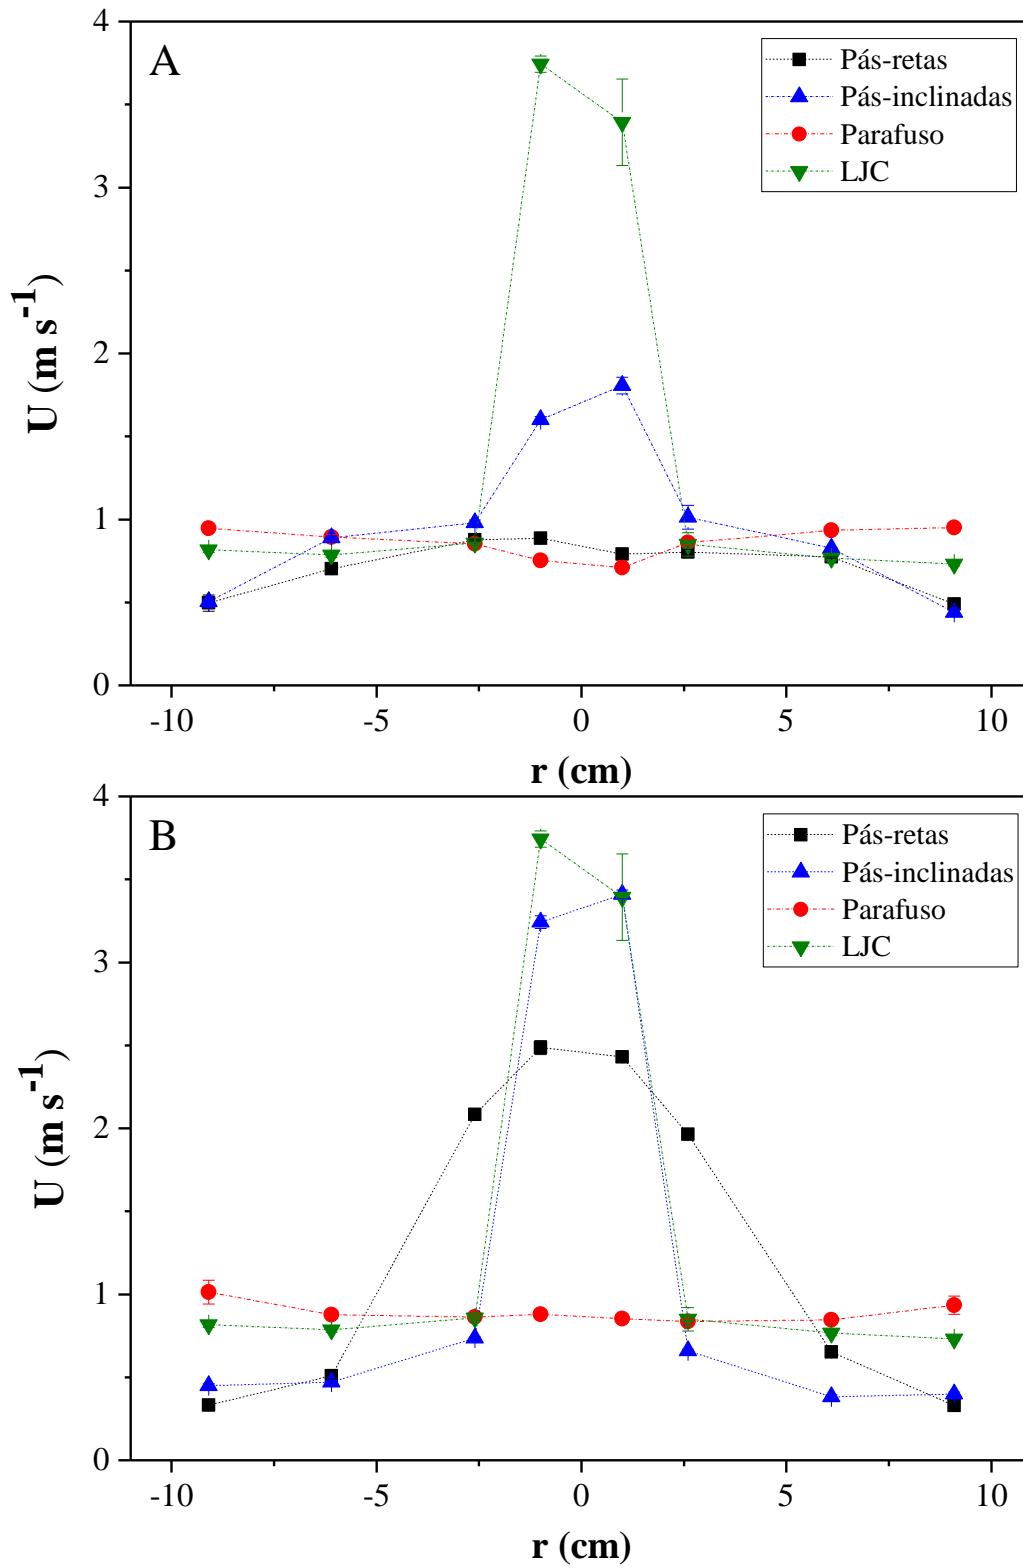 A
Pás-retas
Pás-inclinadas
Parafuso
LJC
4
3
2
1
0
U (m s⁻¹)
-10 -5 0 5 10
r (cm)
B
Pás-retas
Pás-inclinadas
Parafuso
LJC
4
3
2
1
0
U (m s⁻¹)
-10 -5 0 5 10
r (cm)